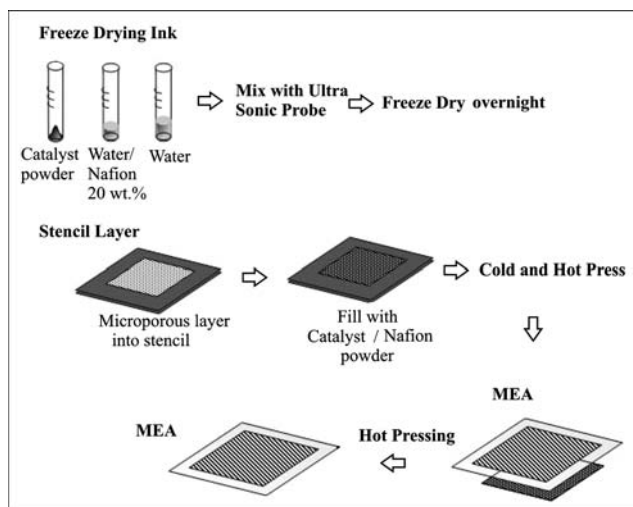 Freeze Drying Ink
Mix with Ultra
Sonic Probe
Freeze Dry overnight
Catalyst
powder
Water/
Nafion
20 wt.%
Water
Stencil Layer
Microporous layer
into stencil
Fill with
Catalyst / Nafion
powder
Cold and Hot Press
MEA
Hot Pressing
MEA